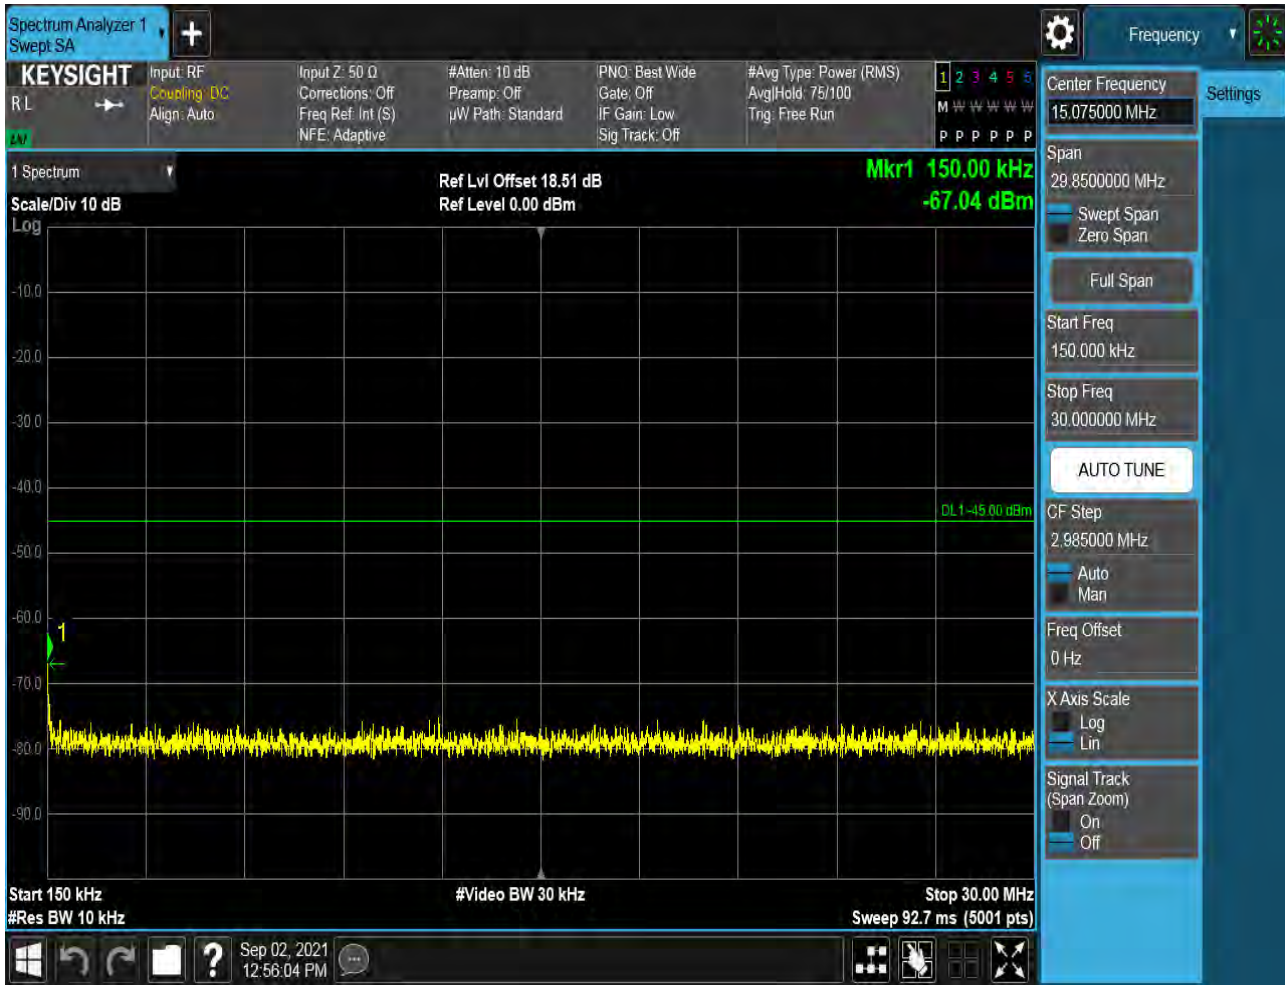 Spectrum Analyzer 1
Swept SA
Frequency
KEYSIGHT
R L
Input: RF
Coupling: DC
Align: Auto
Input Z: 50 Ω
Corrections: Off
Freq Ref: Int (S)
NFE: Adaptive
#Atten: 10 dB
Preamp: Off
µW Path: Standard
PNO: Best Wide
Gate: Off
IF Gain: Low
Sig Track: Off
#Avg Type: Power (RMS)
Avg|Hold: 75/100
Trig: Free Run
1 2 3 4 5 6
M W W W W W
P P P P P P
1 Spectrum
Scale/Div 10 dB
Log
Ref Lvl Offset 18.51 dB
Ref Level 0.00 dBm
Mkr1 150.00 kHz
-67.04 dBm
-10.0
-20.0
-30.0
-40.0
DL1 -45.00 dBm
-50.0
-60.0
1
-70.0
-80.0
-90.0
Start 150 kHz
#Res BW 10 kHz
#Video BW 30 kHz
Stop 30.00 MHz
Sweep 92.7 ms (5001 pts)
Sep 02, 2021
12:56:04 PM
Center Frequency
15.075000 MHz
Settings
Span
29.8500000 MHz
Swept Span
Zero Span
Full Span
Start Freq
150.000 kHz
Stop Freq
30.000000 MHz
AUTO TUNE
CF Step
2.985000 MHz
Auto
Man
Freq Offset
0 Hz
X Axis Scale
Log
Lin
Signal Track
(Span Zoom)
On
Off